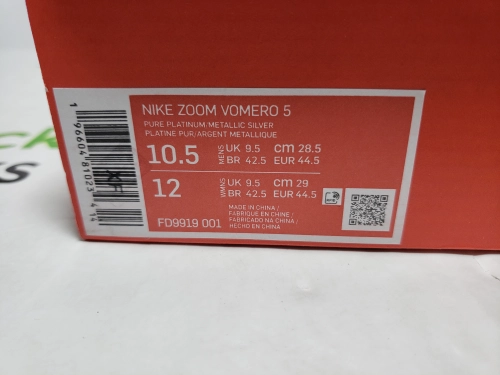 NIKE ZOOM VOMERO 5
PURE PLATINUM/METALLIC SILVER
PLATINE PUR/ARGENT METALLIQUE
10.5 MENS UK 9.5 cm 28.5
BR 42.5 EUR 44.5
12 WMNS UK 9.5 cm 29
BR 42.5 EUR 44.5
MADE IN CHINA /
FABRIQUE EN CHINE /
FABRICADO NA CHINA /
HECHO EN CHINA
FD9919 001
XF